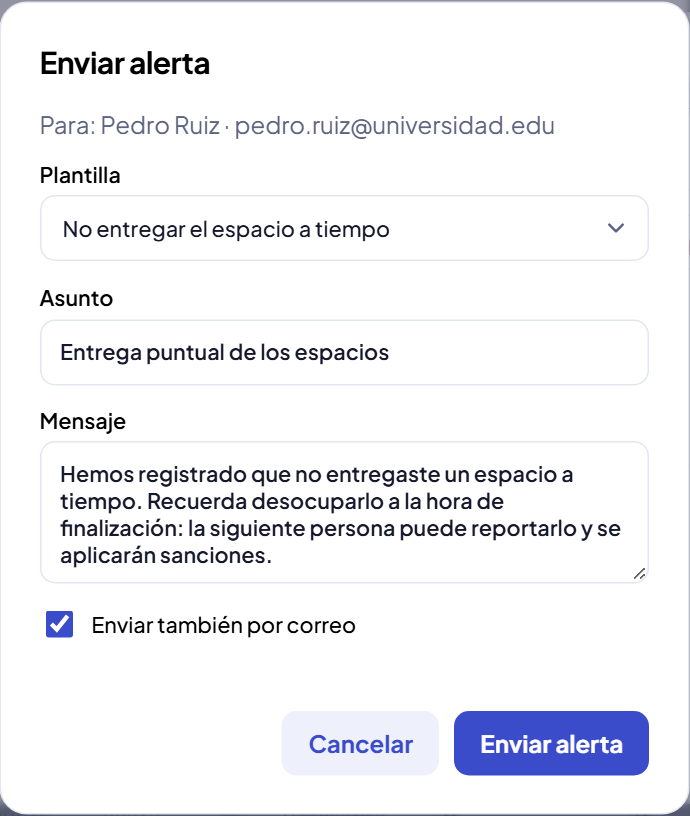 Enviar alerta
Para: Pedro Ruiz · pedro.ruiz@universidad.edu
Plantilla
No entregar el espacio a tiempo
Asunto
Entrega puntual de los espacios
Mensaje
Hemos registrado que no entregaste un espacio a
tiempo. Recuerda desocuparlo a la hora de
finalización: la siguiente persona puede reportarlo y se
aplicarán sanciones.
Enviar también por correo
Cancelar
Enviar alerta